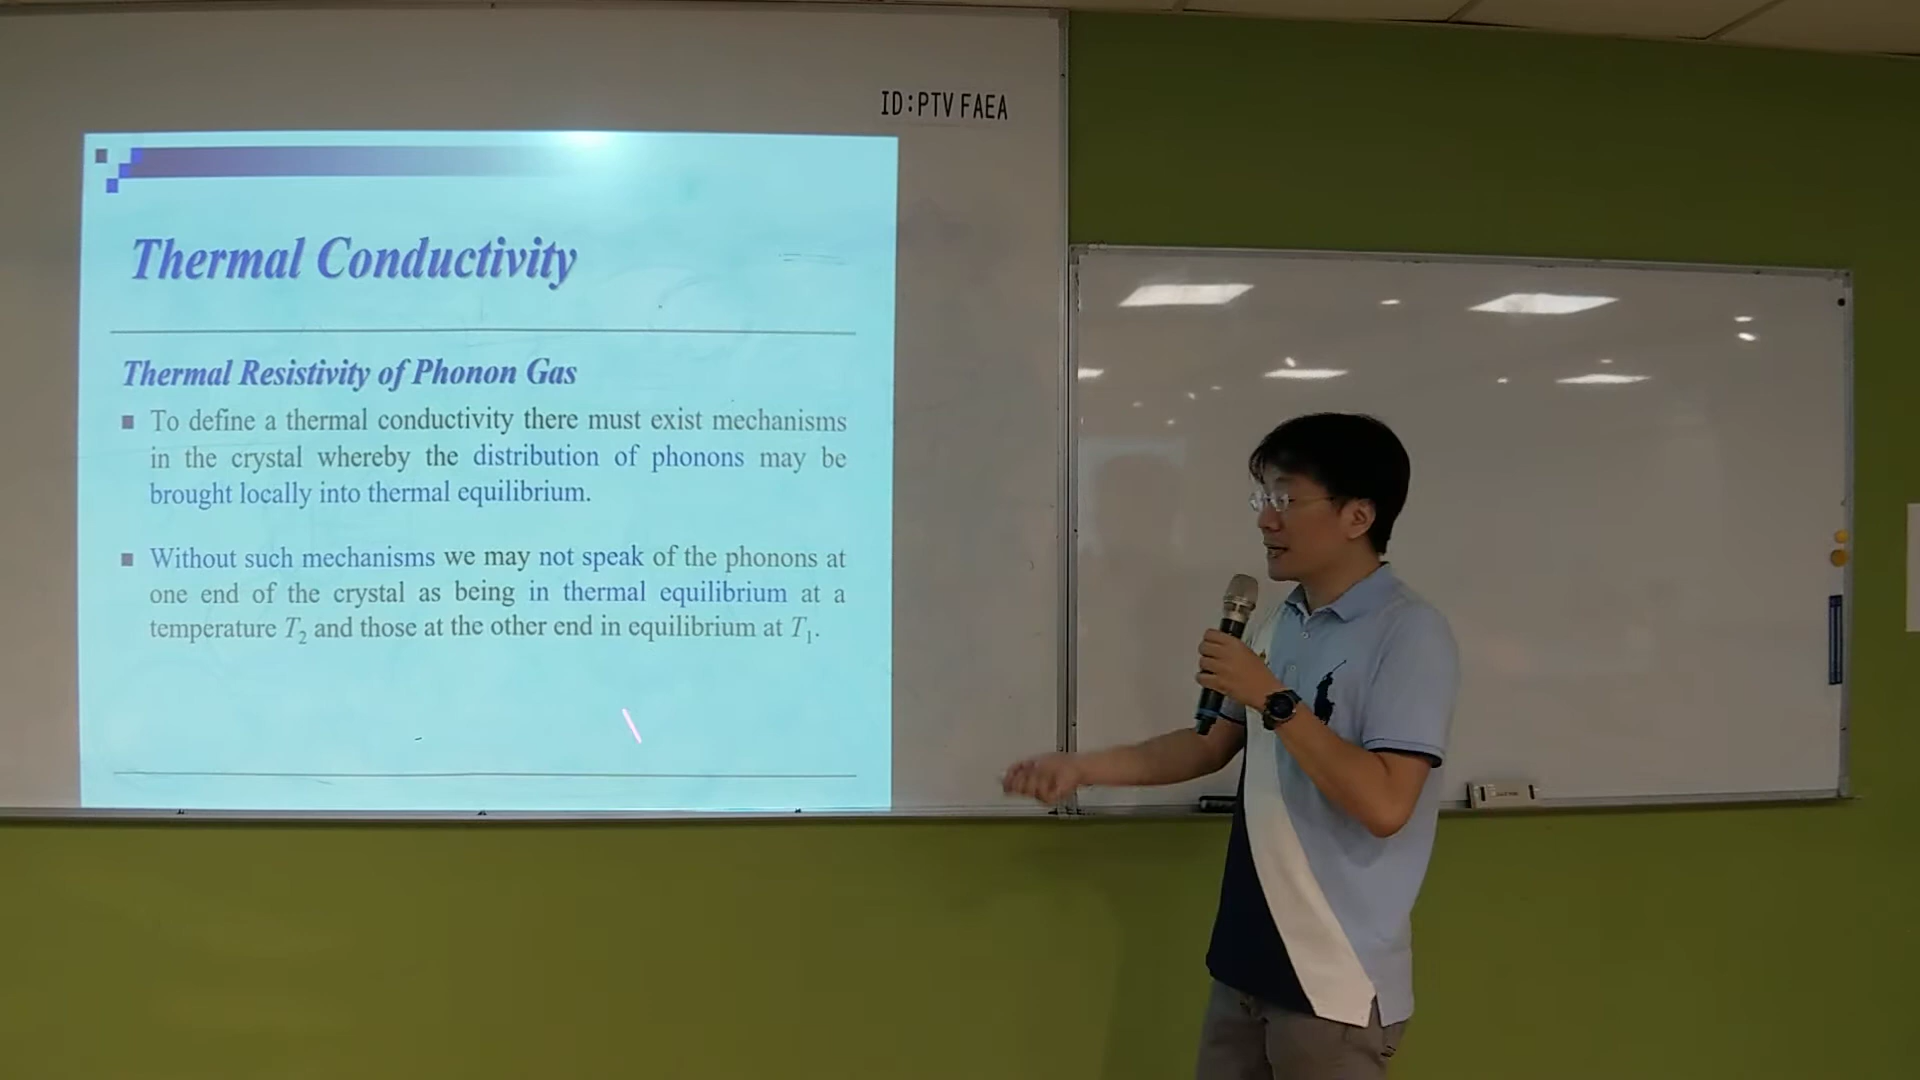 ID:PTV FAEA
Thermal Conductivity
Thermal Resistivity of Phonon Gas
■ To define a thermal conductivity there must exist mechanisms
in the crystal whereby the distribution of phonons may be
brought locally into thermal equilibrium.
■ Without such mechanisms we may not speak of the phonons at
one end of the crystal as being in thermal equilibrium at a
temperature T₂ and those at the other end in equilibrium at T₁.